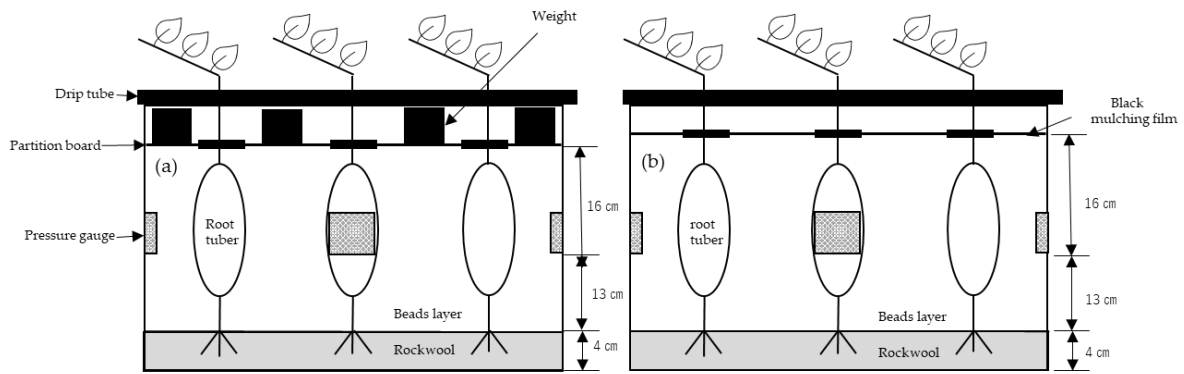 Weight
Drip tube
Partition board
(a)
Root
tuber
Pressure gauge
16 cm
13 cm
Beads layer
Rockwool
4 cm
Black
mulching film
(b)
root
tuber
16 cm
13 cm
Beads layer
Rockwool
4 cm